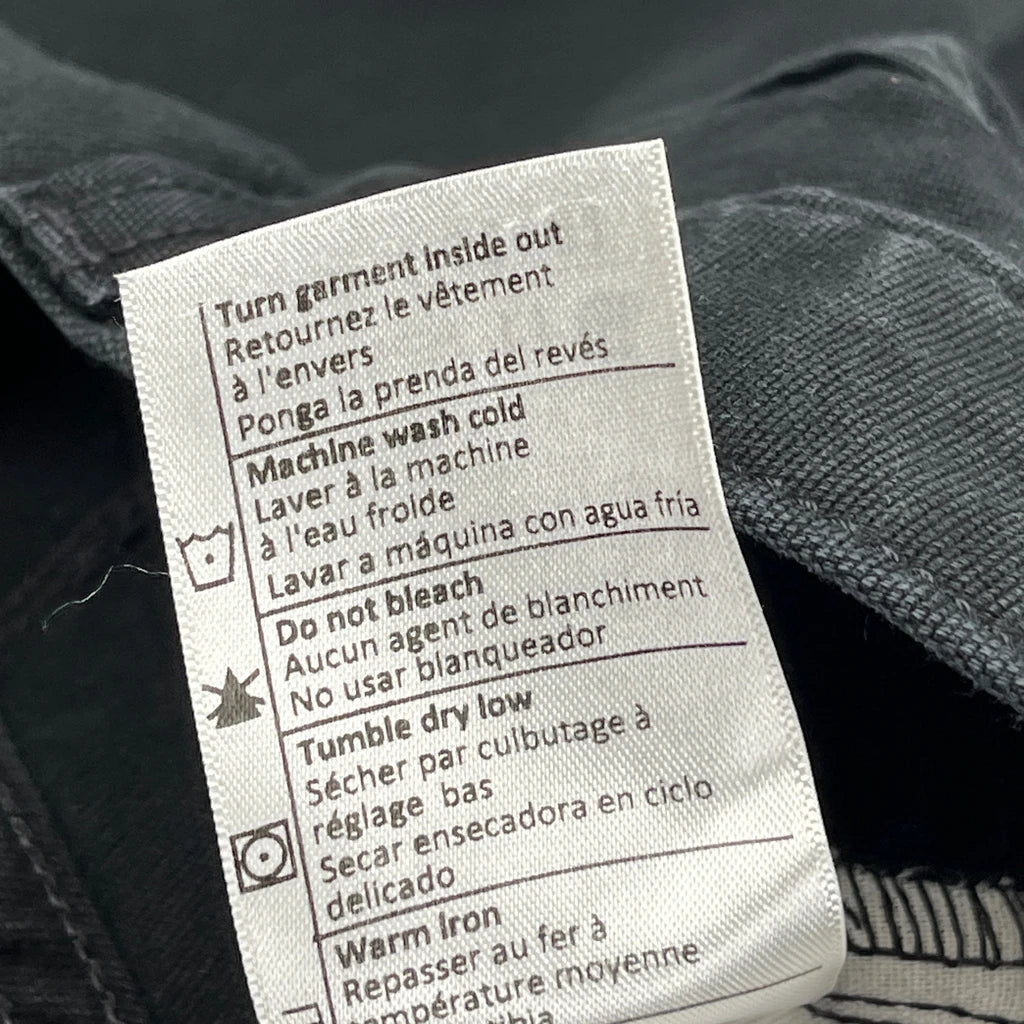 Turn garment inside out
Retournez le vêtement
à l'envers
Ponga la prenda del revés
Machine wash cold
Laver à la machine
à l'eau froide
Lavar a máquina con agua fría
Do not bleach
Aucun agent de blanchiment
No usar blanqueador
Tumble dry low
Sécher par culbutage à
réglage bas
Secar ensecadora en ciclo
delicado
Warm Iron
Repasser au fer à
température moyenne